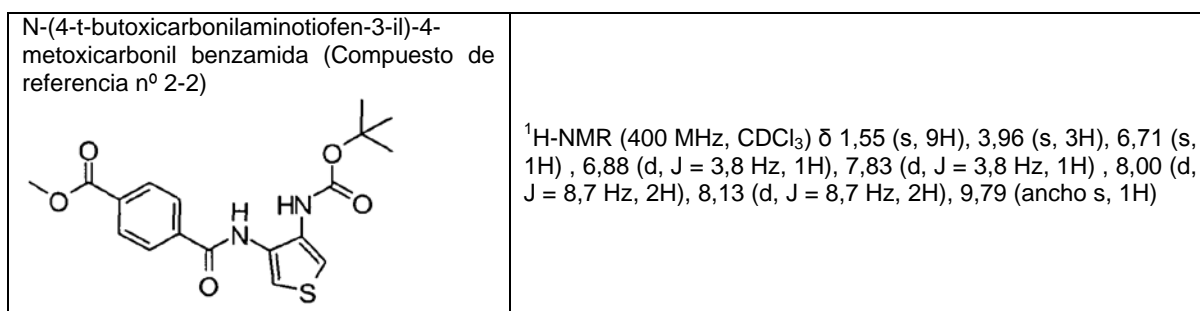 N-(4-t-butoxicarbonilaminotiofen-3-il)-4-
metoxicarbonil benzamida (Compuesto de
referencia nº 2-2)
O
O
O
H
N
O
HN
O
O
S
¹H-NMR (400 MHz, CDCl₃) δ 1,55 (s, 9H), 3,96 (s, 3H), 6,71 (s,
1H) , 6,88 (d, J = 3,8 Hz, 1H), 7,83 (d, J = 3,8 Hz, 1H) , 8,00 (d,
J = 8,7 Hz, 2H), 8,13 (d, J = 8,7 Hz, 2H), 9,79 (ancho s, 1H)